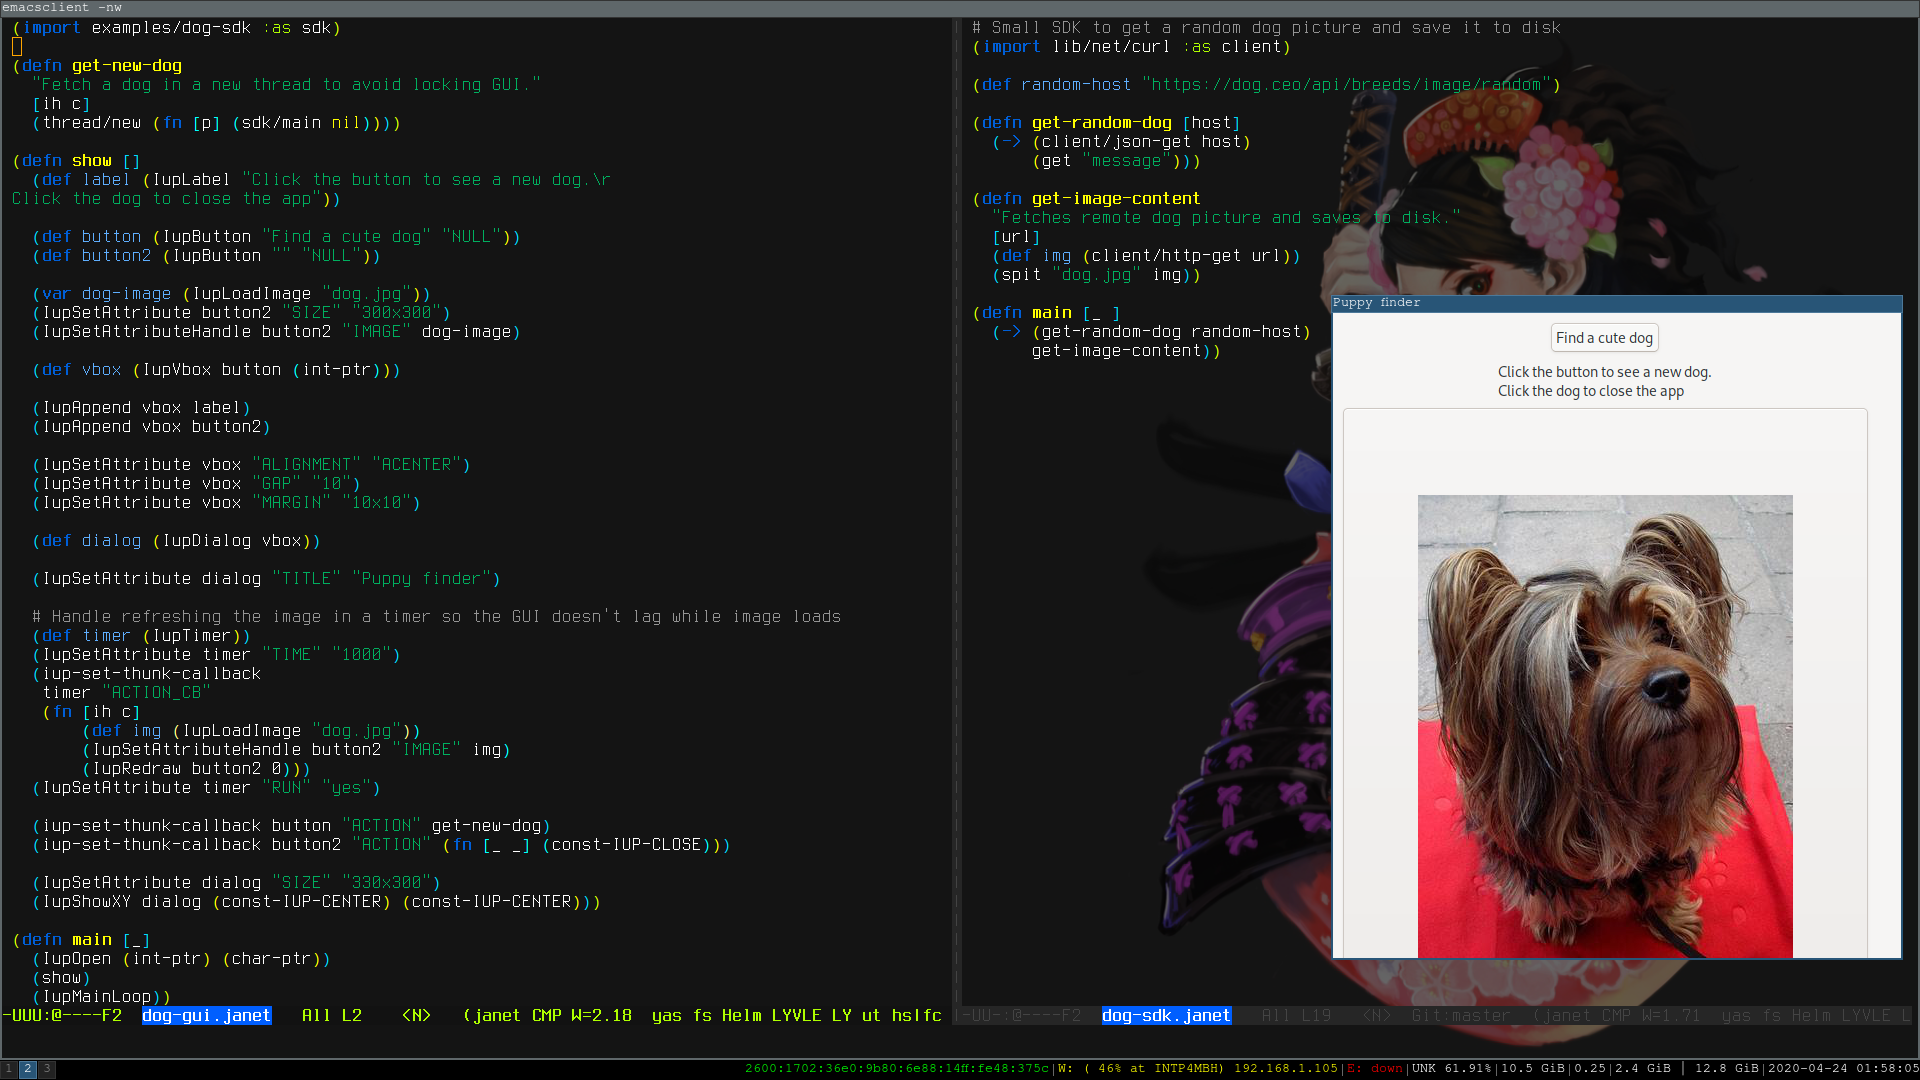 emacsclient -nw
(import examples/dog-sdk :as sdk)
(defn get-new-dog
"Fetch a dog in a new thread to avoid locking GUI."
[ih c]
(thread/new (fn [p] (sdk/main nil))))
(defn show []
(def label (IupLabel "Click the button to see a new dog.\r
Click the dog to close the app"))
(def button (IupButton "Find a cute dog" "NULL"))
(def button2 (IupButton "" "NULL"))
(var dog-image (IupLoadImage "dog.jpg"))
(IupSetAttribute button2 "SIZE" "300x300")
(IupSetAttributeHandle button2 "IMAGE" dog-image)
(def vbox (IupVbox button (int-ptr)))
(IupAppend vbox label)
(IupAppend vbox button2)
(IupSetAttribute vbox "ALIGNMENT" "ACENTER")
(IupSetAttribute vbox "GAP" "10")
(IupSetAttribute vbox "MARGIN" "10x10")
(def dialog (IupDialog vbox))
(IupSetAttribute dialog "TITLE" "Puppy finder")
# Handle refreshing the image in a timer so the GUI doesn't lag while image loads
(def timer (IupTimer))
(IupSetAttribute timer "TIME" "1000")
(iup-set-thunk-callback
timer "ACTION_CB"
(fn [ih c]
(def img (IupLoadImage "dog.jpg"))
(IupSetAttributeHandle button2 "IMAGE" img)
(IupRedraw button2 0)))
(IupSetAttribute timer "RUN" "yes")
(iup-set-thunk-callback button "ACTION" get-new-dog)
(iup-set-thunk-callback button2 "ACTION" (fn [_ _] (const-IUP-CLOSE)))
(IupSetAttribute dialog "SIZE" "330x300")
(IupShowXY dialog (const-IUP-CENTER) (const-IUP-CENTER)))
(defn main [_]
(IupOpen (int-ptr) (char-ptr))
(show)
(IupMainLoop))
-UUU:@----F2 dog-gui.janet All L2 <N> (janet CMP W=2.18 yas fs Helm LYVLE LY ut hslfc
# Small SDK to get a random dog picture and save it to disk
(import lib/net/curl :as client)
(def random-host "https://dog.ceo/api/breeds/image/random")
(defn get-random-dog [host]
(-> (client/json-get host)
(get "message")))
(defn get-image-content
"Fetches remote dog picture and saves to disk."
[url]
(def img (client/http-get url))
(spit "dog.jpg" img))
(defn main [_ ]
(-> (get-random-dog random-host)
get-image-content))
-UU-:@----F2 dog-sdk.janet All L19 <N> Git:master (janet CMP W=1.71 yas fs Helm LYVLE L
Puppy finder
Find a cute dog
Click the button to see a new dog.
Click the dog to close the app
1 2 3
2600:1702:36e0:9b80:6e88:14ff:fe48:375c|W: ( 46% at INTP4MBH) 192.168.1.105|E: down|UNK 61.91%|10.5 GiB|0.25|2.4 GiB | 12.8 GiB|2020-04-24 01:58:05